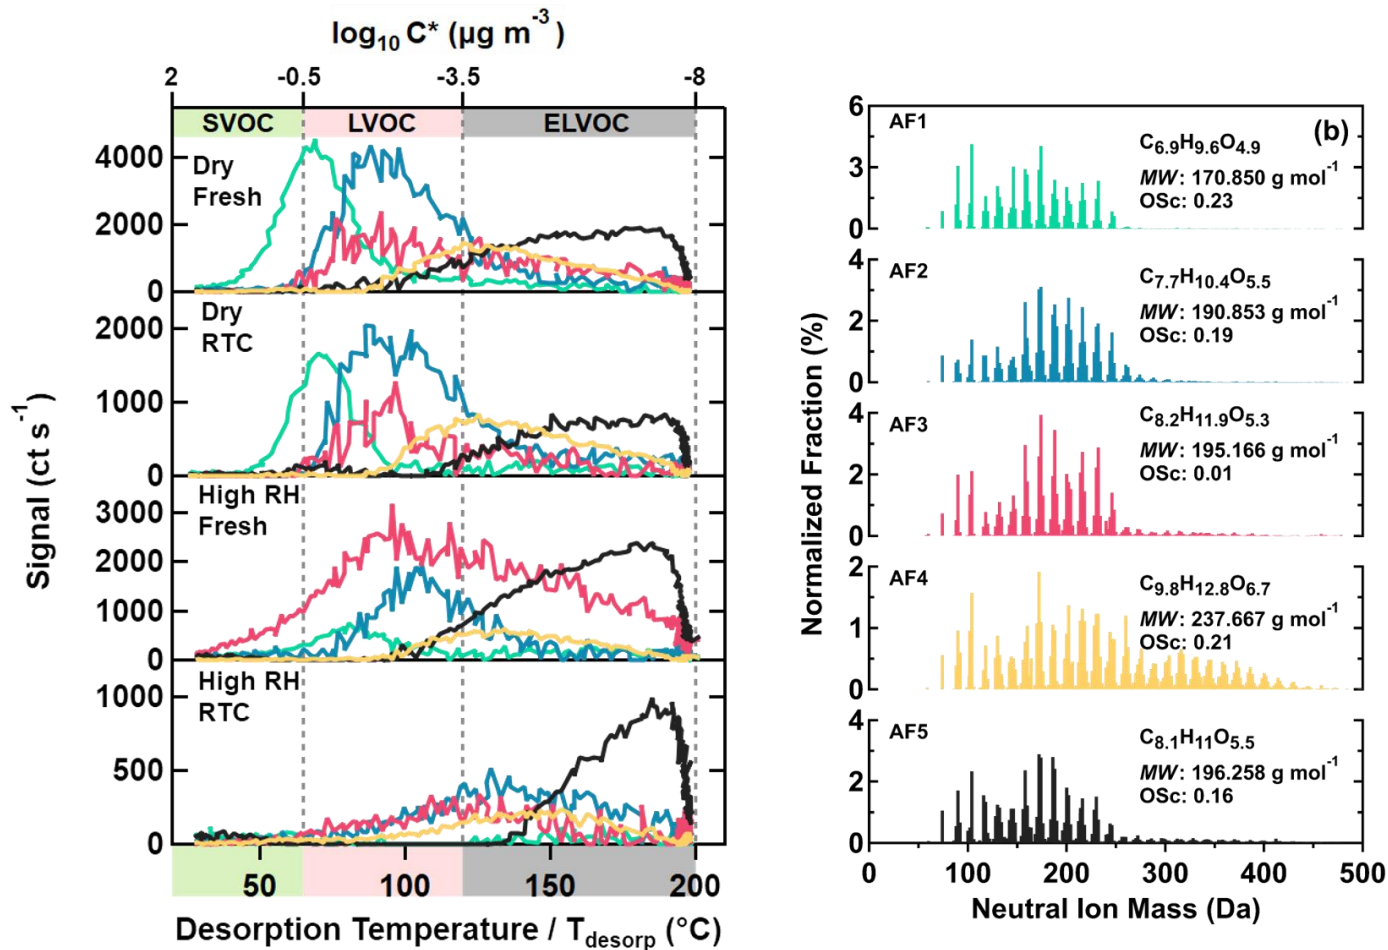 log₁₀ C* (µg m⁻³)
2 -0.5 -3.5 -8
SVOC LVOC ELVOC
Signal (ct s⁻¹)
Dry
Fresh
4000
2000
0
Dry
RTC
2000
1000
0
High RH
Fresh
3000
2000
1000
0
High RH
RTC
1000
500
0
50 100 150 200
Desorption Temperature / T_desorp (°C)
(b)
Normalized Fraction (%)
AF1
6
3
0
C₆.₉H₉.₆O₄.₉
MW: 170.850 g mol⁻¹
OSc: 0.23
AF2
4
2
0
C₇.₇H₁₀.₄O₅.₅
MW: 190.853 g mol⁻¹
OSc: 0.19
AF3
4
2
0
C₈.₂H₁₁.₉O₅.₃
MW: 195.166 g mol⁻¹
OSc: 0.01
AF4
2
1
0
C₉.₈H₁₂.₈O₆.₇
MW: 237.667 g mol⁻¹
OSc: 0.21
AF5
4
2
0
C₈.₁H₁₁O₅.₅
MW: 196.258 g mol⁻¹
OSc: 0.16
0 100 200 300 400 500
Neutral Ion Mass (Da)